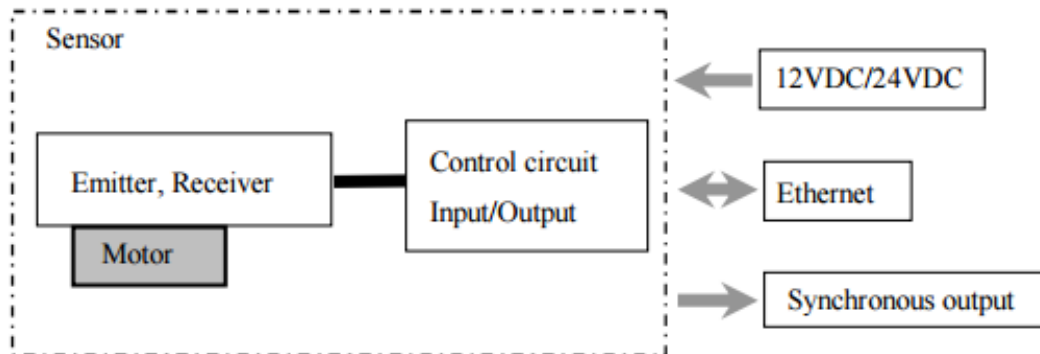 Sensor
12VDC/24VDC
Emitter, Receiver
Motor
Control circuit
Input/Output
Ethernet
Synchronous output